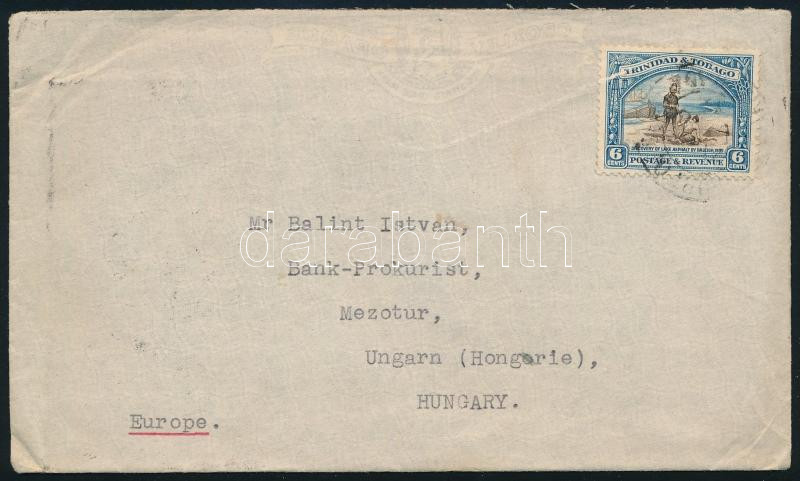 TRINIDAD & TOBAGO
DISCOVERY OF LAKE ASPHALT BY RALEIGH, 1595
6 CENTS POSTAGE & REVENUE 6 CENTS
Mr Balint Istvan,
darabanth
Bank-Prokurist,
Mezotur,
Ungarn (Hongorie),
HUNGARY.
Europe.